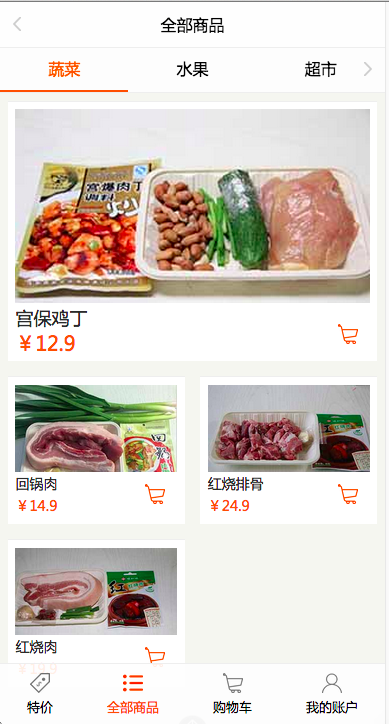 全部商品
蔬菜
水果
超市
宫爆肉丁
调料
宫保鸡丁
￥12.9
回锅肉
￥14.9
红烧排骨
￥24.9
红烧肉
特价
全部商品
购物车
我的账户